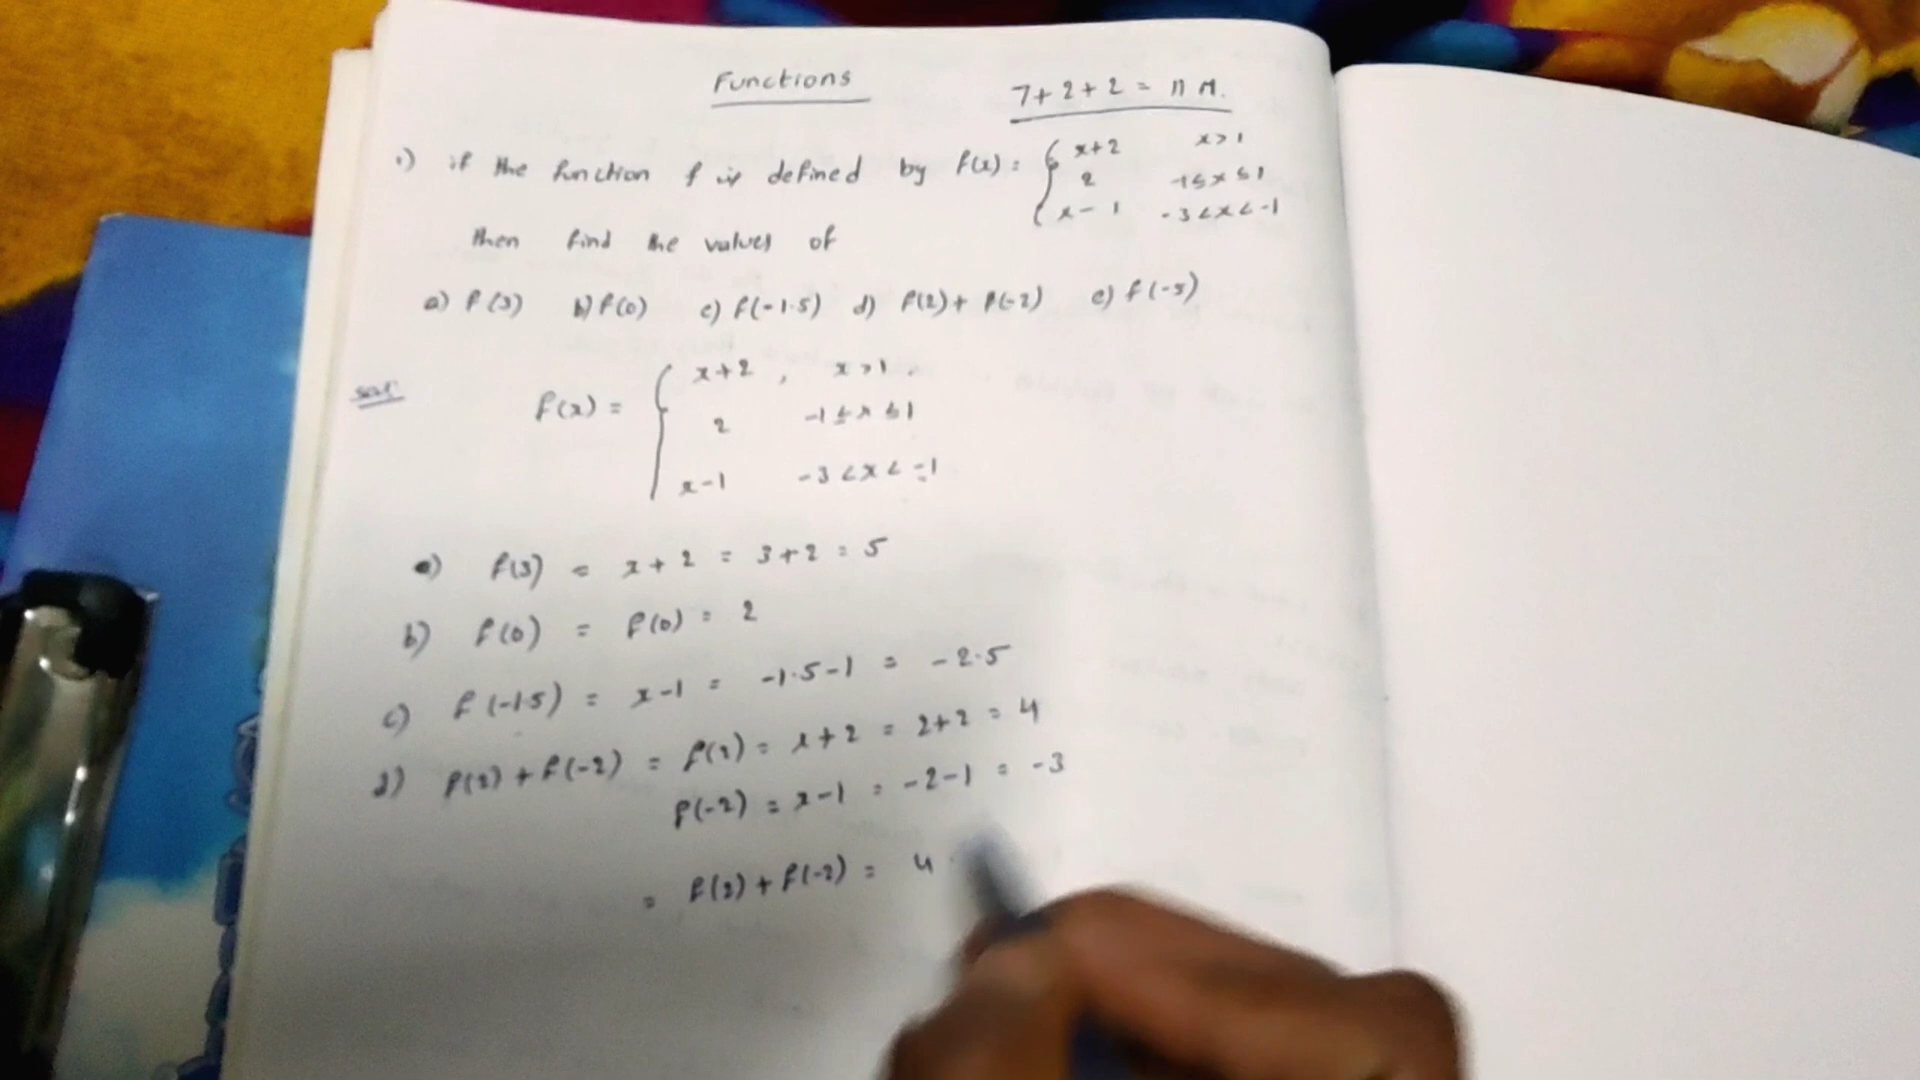 Functions
7+2+2 = 11 M.
1) if the function f is defined by f(x) = { x+2 x>1
2 -1≤x≤1
x-1 -3<x<-1
then find the values of
a) f(3) b) f(0) c) f(-1.5) d) f(2)+f(-2) e) f(-5)
sol:
f(x) = { x+2 , x>1
2 -1≤x≤1
x-1 -3<x<-1
a) f(3) = x+2 = 3+2 = 5
b) f(0) = f(0) = 2
c) f(-1.5) = x-1 = -1.5-1 = -2.5
d) f(2)+f(-2) = f(2) = x+2 = 2+2 = 4
f(-2) = x-1 = -2-1 = -3
= f(2)+f(-2) = 4